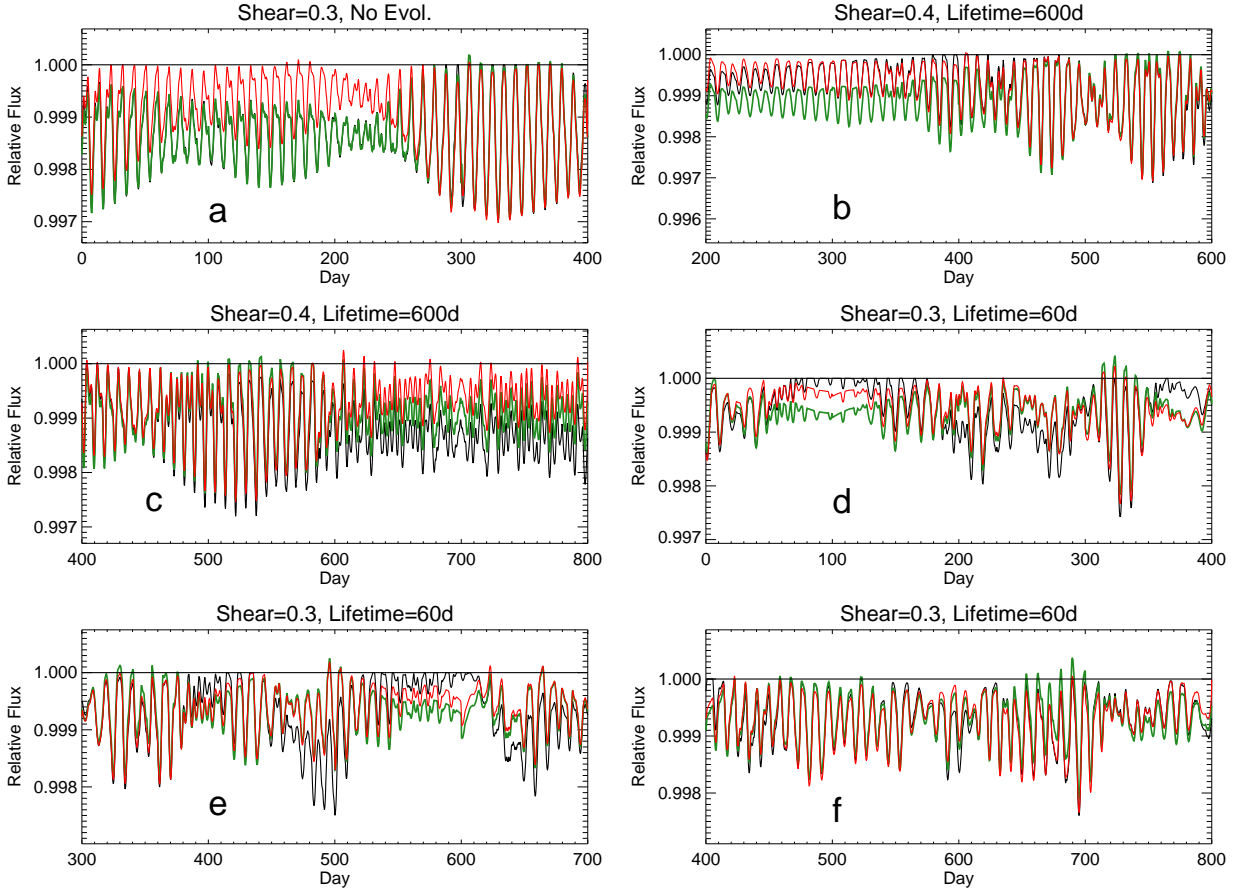 Shear=0.3, No Evol.
Relative Flux
1.000
0.999
0.998
0.997
a
0 100 200 300 400
Day
Shear=0.4, Lifetime=600d
Relative Flux
1.000
0.999
0.998
0.997
0.996
b
200 300 400 500 600
Day
Shear=0.4, Lifetime=600d
Relative Flux
1.000
0.999
0.998
0.997
c
400 500 600 700 800
Day
Shear=0.3, Lifetime=60d
Relative Flux
1.000
0.999
0.998
0.997
d
0 100 200 300 400
Day
Shear=0.3, Lifetime=60d
Relative Flux
1.000
0.999
0.998
e
300 400 500 600 700
Day
Shear=0.3, Lifetime=60d
Relative Flux
1.000
0.999
0.998
f
400 500 600 700 800
Day